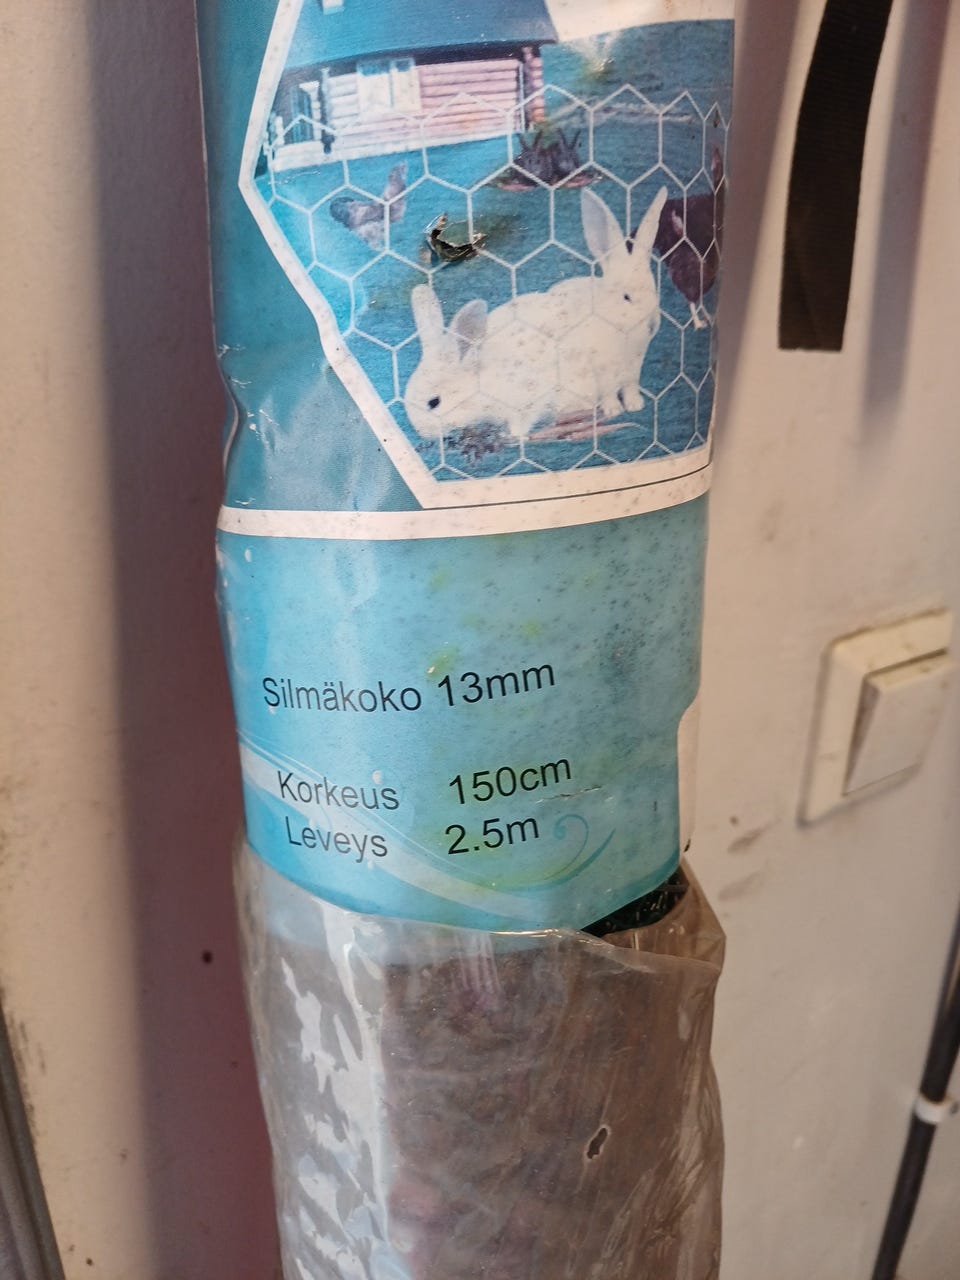 Silmäkoko 13mm
Korkeus 150cm
Leveys 2.5m